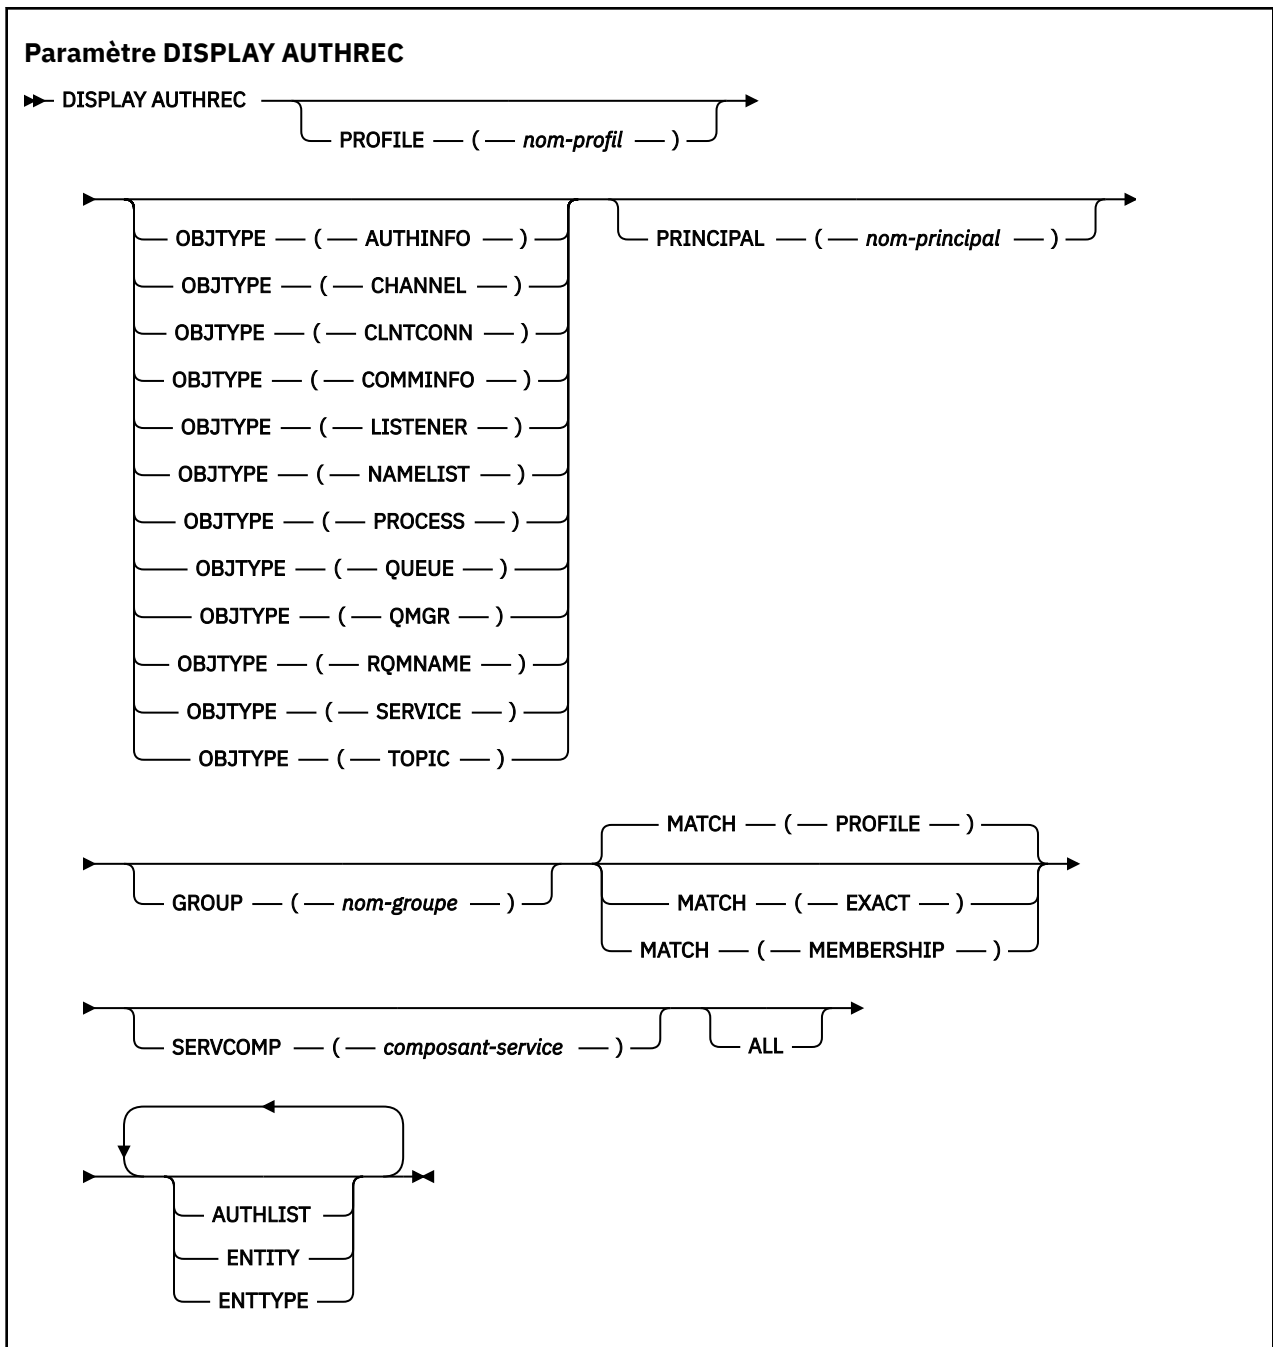 Paramètre DISPLAY AUTHREC
DISPLAY AUTHREC
PROFILE ( nom-profil )
OBJTYPE ( AUTHINFO ) PRINCIPAL ( nom-principal )
OBJTYPE ( CHANNEL )
OBJTYPE ( CLNTCONN )
OBJTYPE ( COMMINFO )
OBJTYPE ( LISTENER )
OBJTYPE ( NAMELIST )
OBJTYPE ( PROCESS )
OBJTYPE ( QUEUE )
OBJTYPE ( QMGR )
OBJTYPE ( RQMNAME )
OBJTYPE ( SERVICE )
OBJTYPE ( TOPIC )
MATCH ( PROFILE )
GROUP ( nom-groupe ) MATCH ( EXACT )
MATCH ( MEMBERSHIP )
SERVCOMP ( composant-service ) ALL
AUTHLIST
ENTITY
ENTTYPE